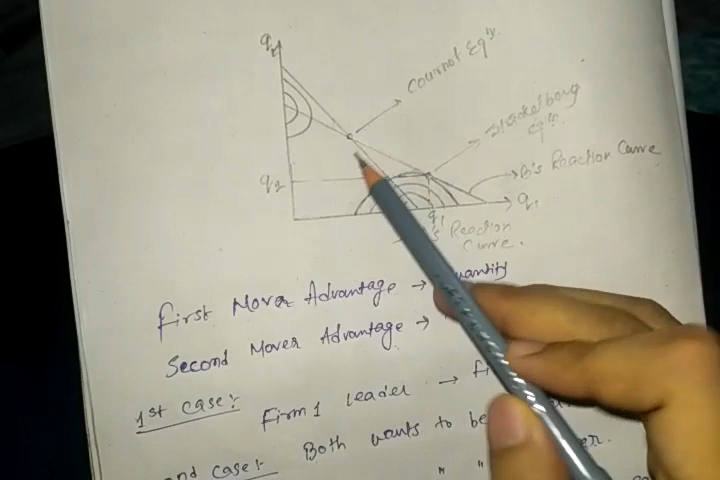 q2
Cournot Eqm.
Stackelberg
eqm.
B's Reaction Curve
q2
q1
q1
's Reaction
Curve.
First Mover Advantage → Quantity
Second Mover Advantage →
1st case:- Firm 1 leader →
nd case:- Both wants to be
" "